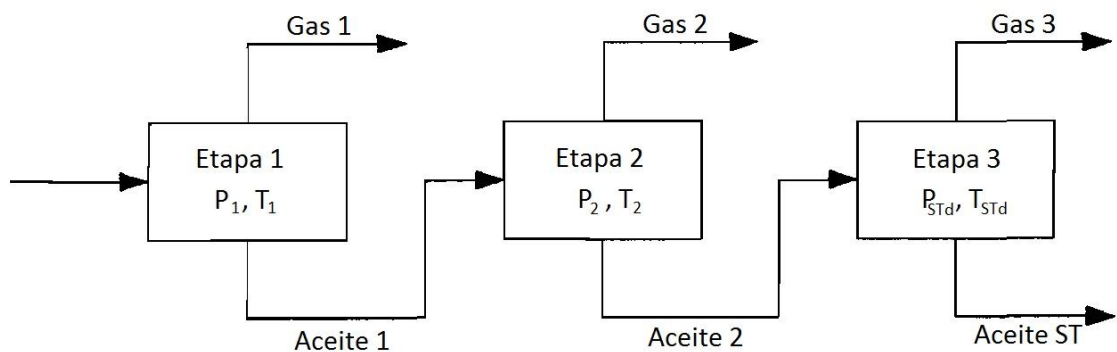 Gas 1
Gas 2
Gas 3
Etapa 1
P1, T1
Etapa 2
P2 , T2
Etapa 3
PSTd, TSTd
Aceite 1
Aceite 2
Aceite ST